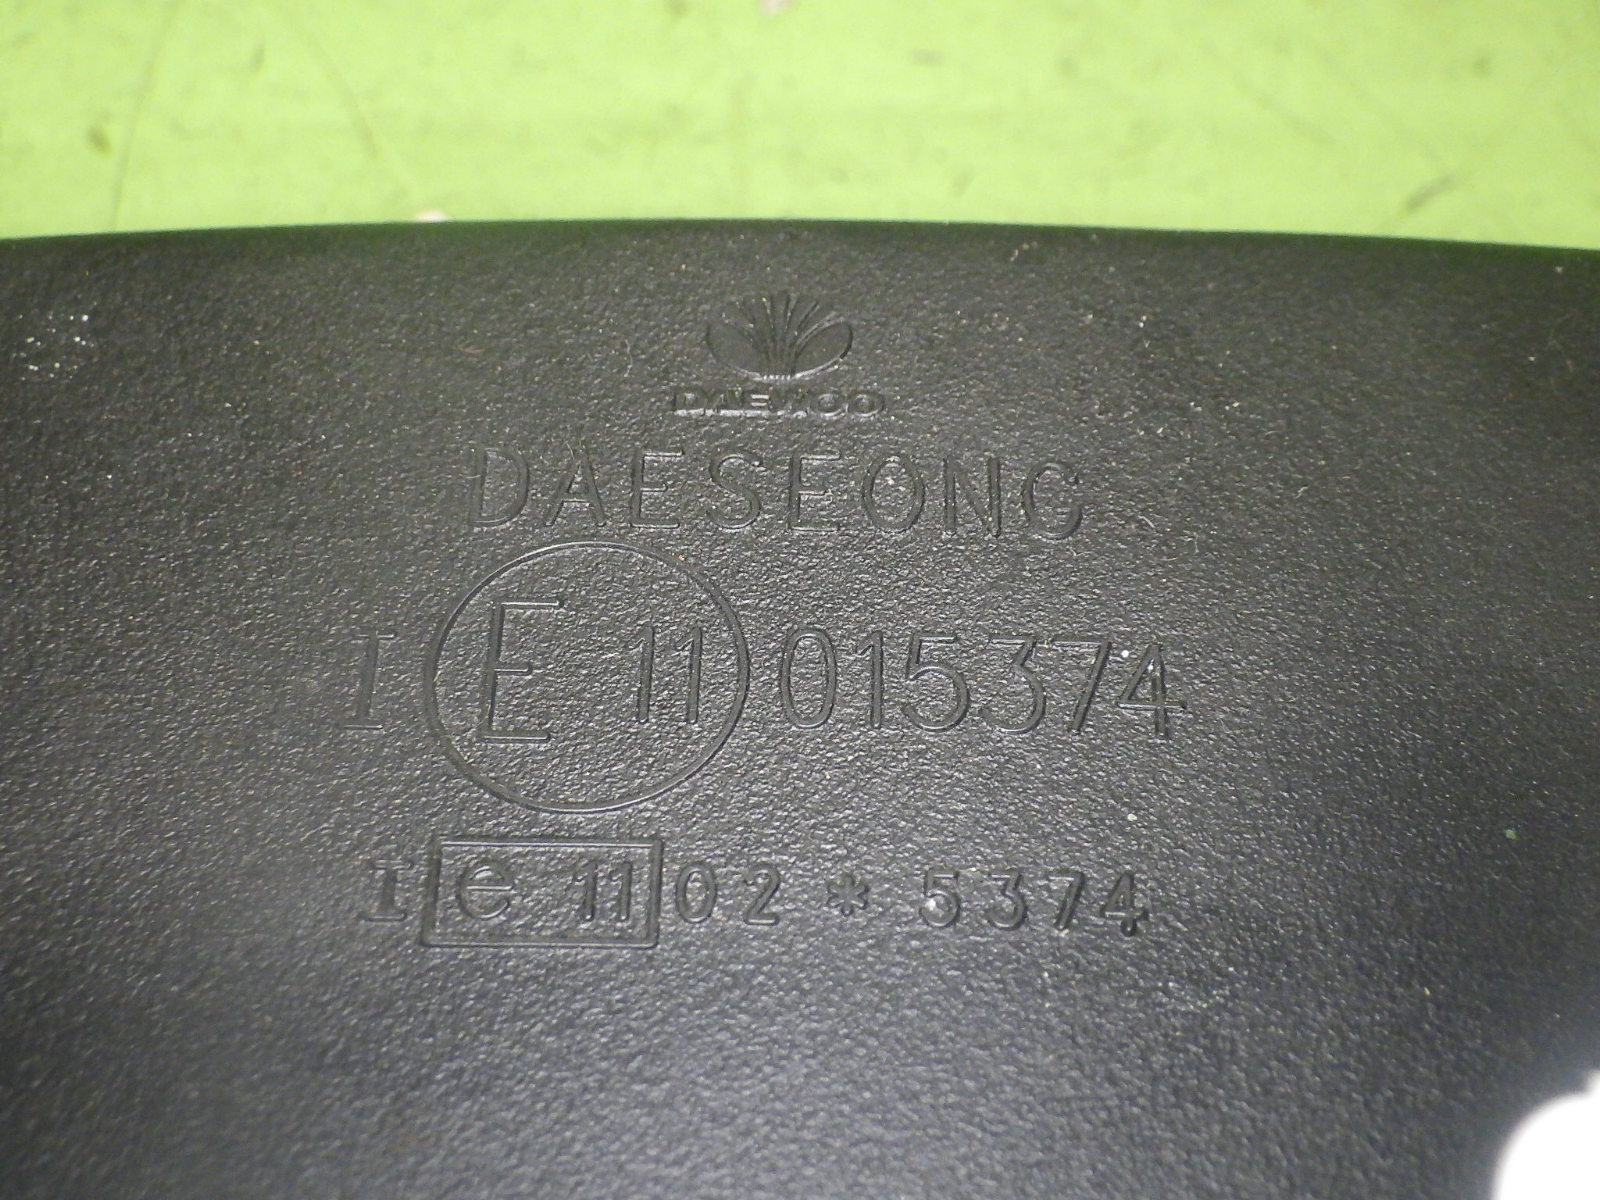 DAEWOO
DAESEONG
I E 11 015374
I e 11 02 * 5374